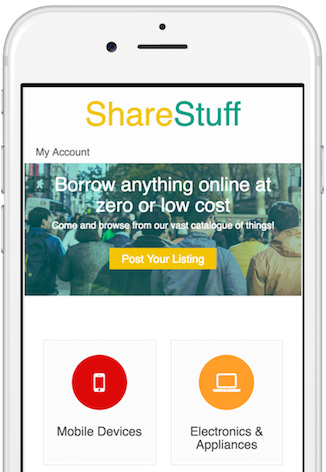 ShareStuff
My Account
Borrow anything online at
zero or low cost
Come and browse from our vast catalogue of things!
Post Your Listing
Mobile Devices
Electronics &
Appliances